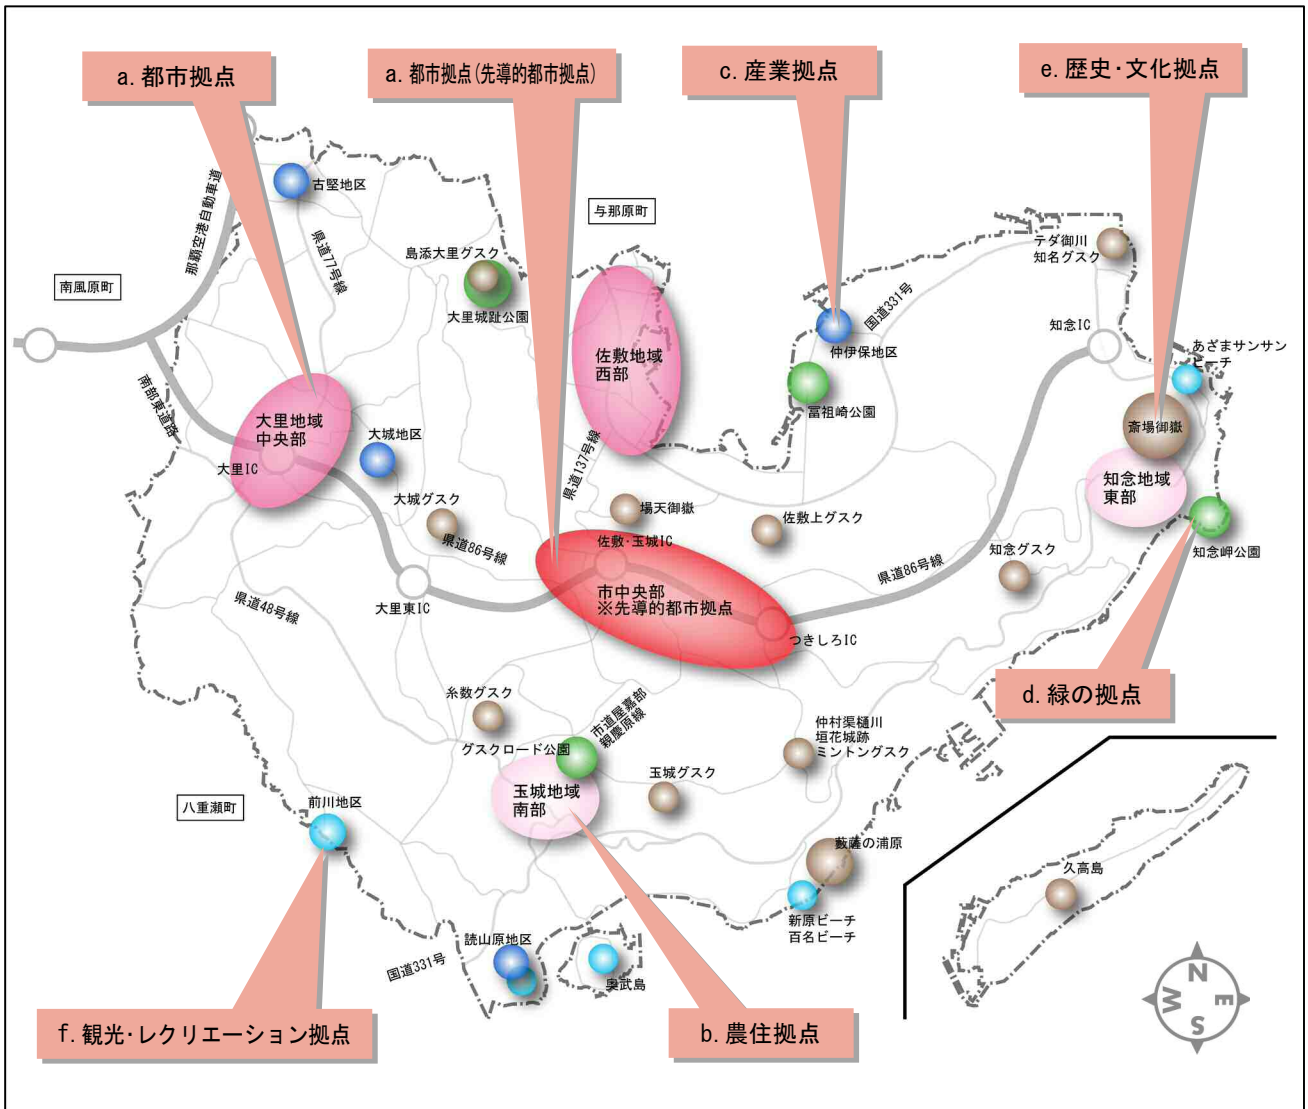 a. 都市拠点
a. 都市拠点(先導的都市拠点)
c. 産業拠点
e. 歴史・文化拠点
古堅地区
与那原町
那覇空港自動車道
県道77号線
島添大里グスク
大里城趾公園
テダ御川
知名グスク
南風原町
国道331号
知念IC
仲伊保地区
あざまサンサン
ビーチ
佐敷地域
西部
冨祖崎公園
南部東道路
大里地域
中央部
大里IC
大城地区
斎場御嶽
知念地域
東部
県道137号線
大城グスク
場天御嶽
佐敷上グスク
知念岬公園
県道86号線
佐敷・玉城IC
知念グスク
県道86号線
大里東IC
市中央部
※先導的都市拠点
県道48号線
つきしろIC
糸数グスク
市道屋嘉部
親慶原線
d. 緑の拠点
グスクロード公園
仲村渠樋川
垣花城跡
ミントングスク
玉城グスク
玉城地域
南部
八重瀬町
前川地区
藪薩の浦原
久高島
新原ビーチ
百名ビーチ
読山原地区
国道331号
奥武島
N
W
E
S
f. 観光・レクリエーション拠点
b. 農住拠点